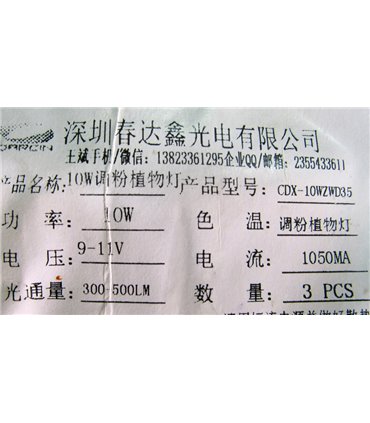 深圳春达鑫光电有限公司
王斌手机/微信: 13823361295企业QQ/邮箱: 2355433611
产品名称: 10W调粉植物灯 产品型号: CDX-10WZWD35
功 率: 10W 色 温: 调粉植物灯
电 压: 9-11V 电 流: 1050MA
光通量: 300-500LM 数 量: 3 PCS